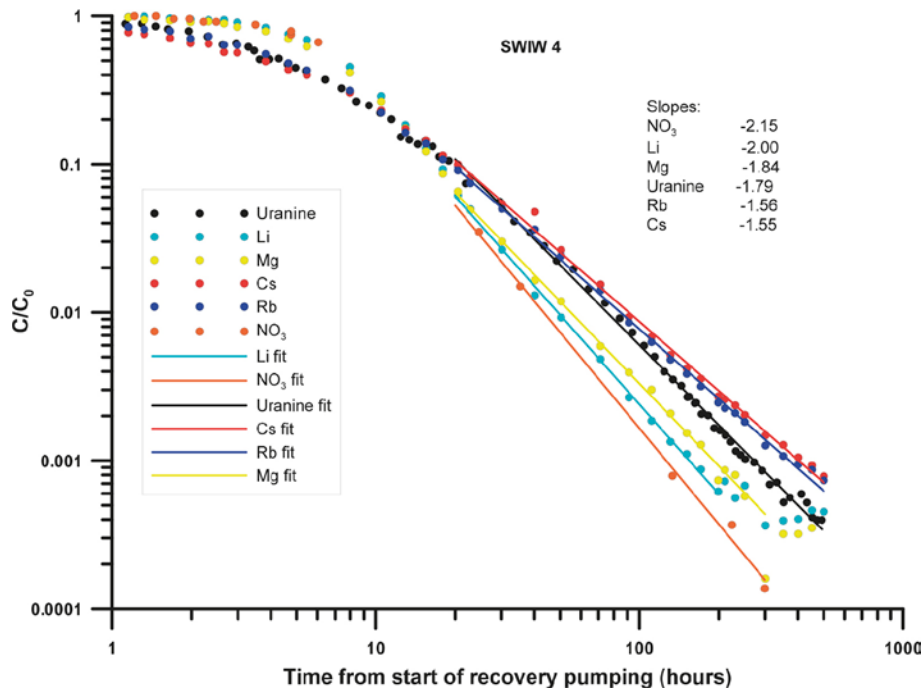 SWIW 4
Slopes:
NO3 -2.15
Li -2.00
Mg -1.84
Uranine -1.79
Rb -1.56
Cs -1.55
1
0.1
0.01
0.001
0.0001
C/C0
Uranine
Li
Mg
Cs
Rb
NO3
Li fit
NO3 fit
Uranine fit
Cs fit
Rb fit
Mg fit
1 10 100 1000
Time from start of recovery pumping (hours)